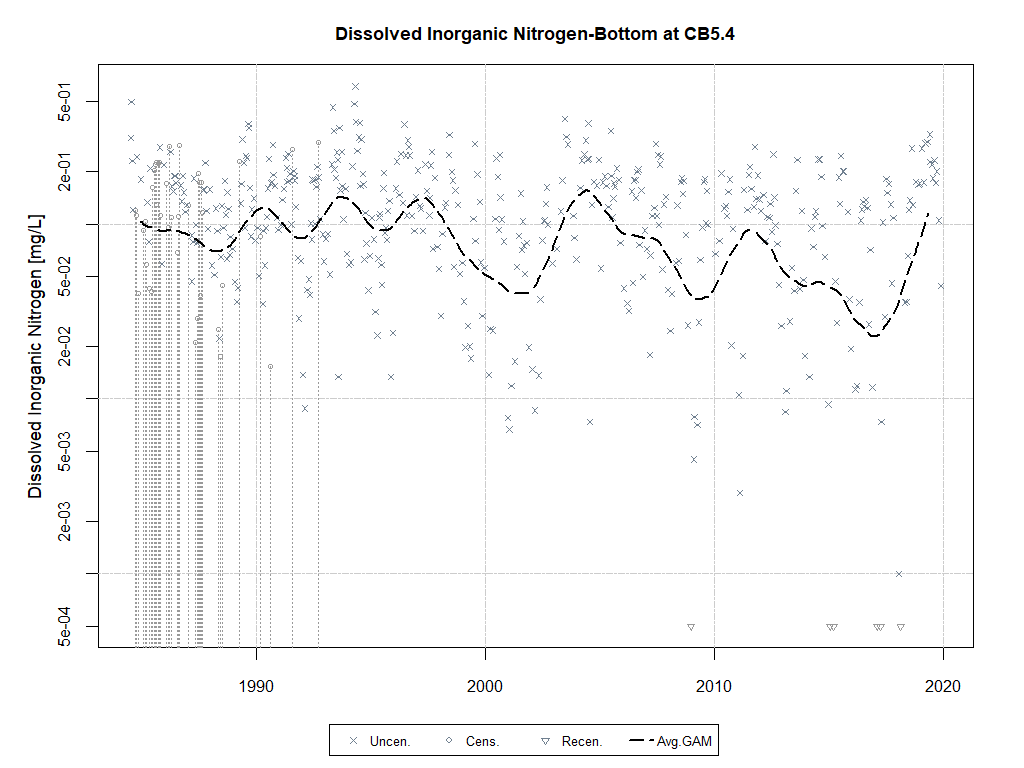 Dissolved Inorganic Nitrogen-Bottom at CB5.4
Dissolved Inorganic Nitrogen [mg/L]
5e-01
2e-01
5e-02
2e-02
5e-03
2e-03
5e-04
1990
2000
2010
2020
Uncen. Cens. Recen. Avg.GAM